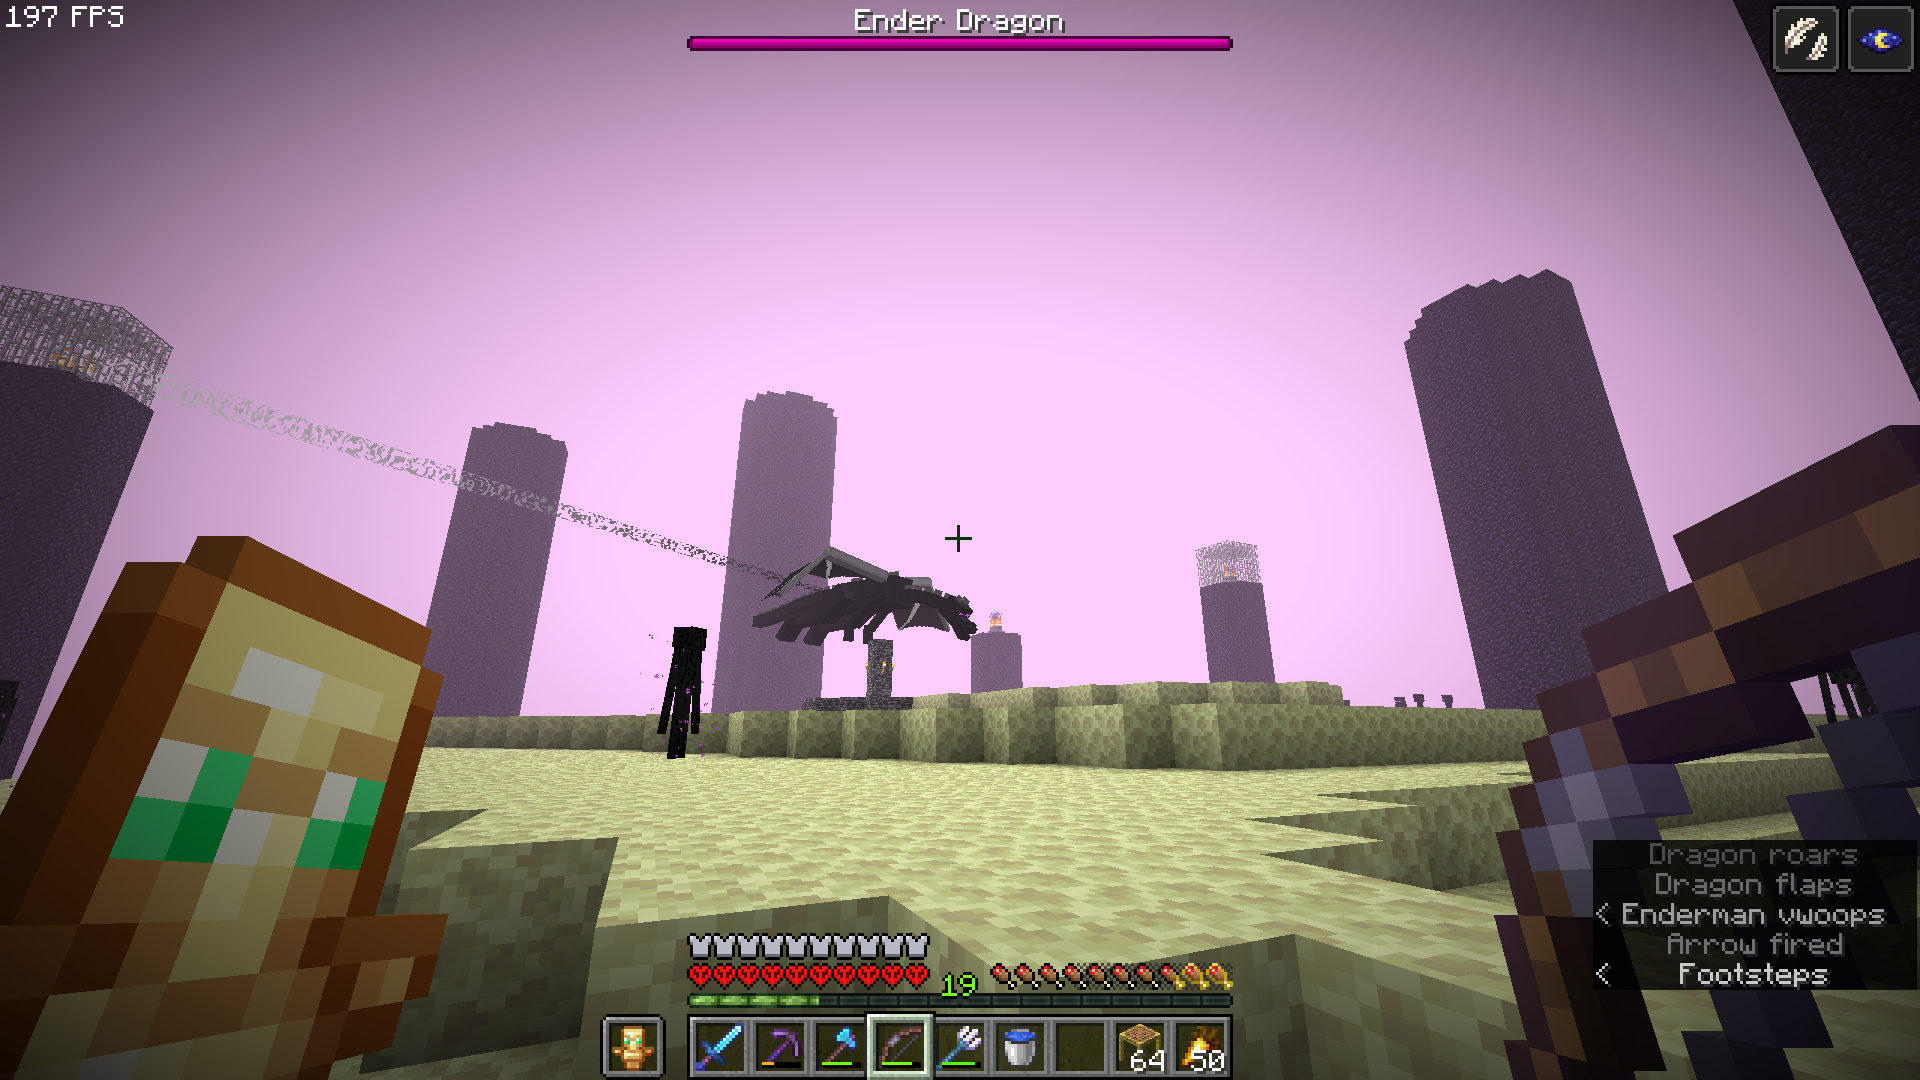 197 FPS
Ender Dragon
Dragon roars
Dragon flaps
< Enderman vwoops
Arrow fired
< Footsteps
19
64
50